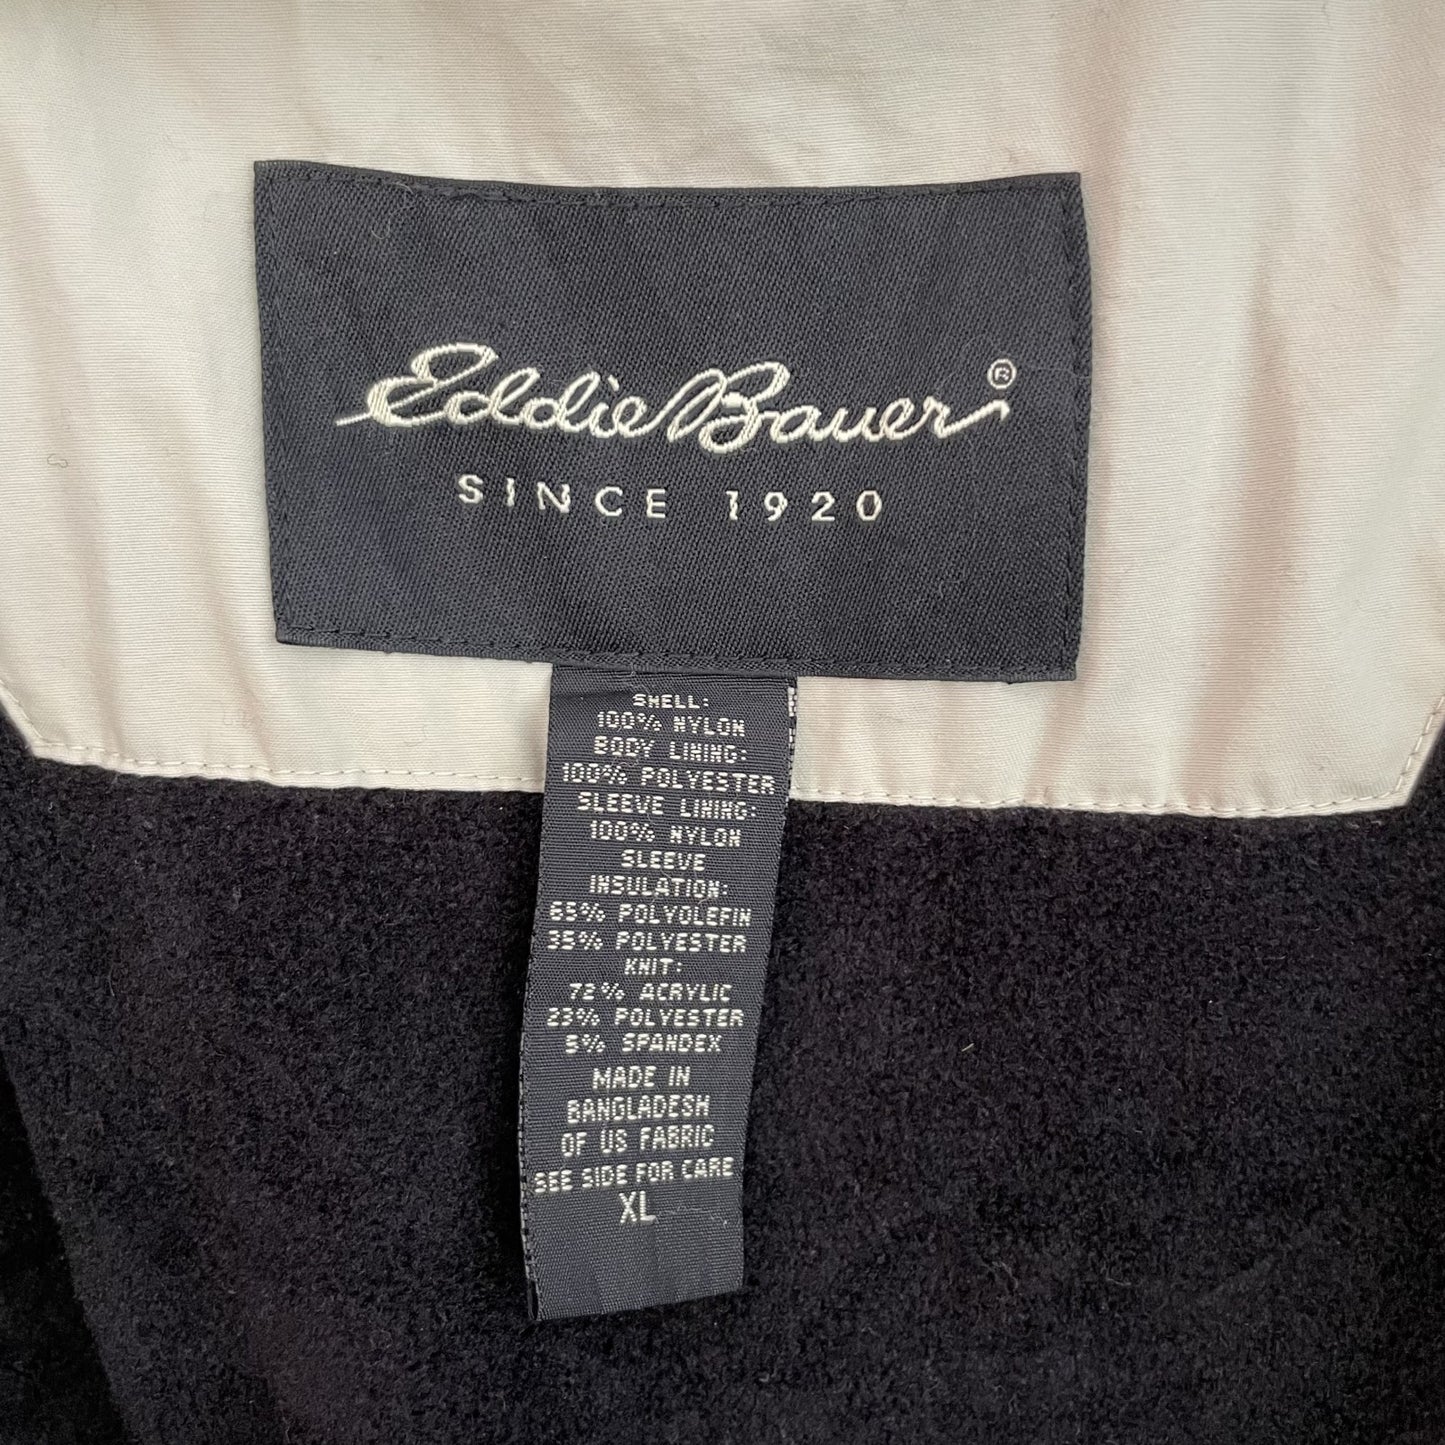 Eddie Bauer ®
SINCE 1920
SHELL:
100% NYLON
BODY LINING:
100% POLYESTER
SLEEVE LINING:
100% NYLON
SLEEVE
INSULATION:
65% POLYOLEFIN
35% POLYESTER
KNIT:
72% ACRYLIC
23% POLYESTER
5% SPANDEX
MADE IN
BANGLADESH
OF US FABRIC
SEE SIDE FOR CARE
XL